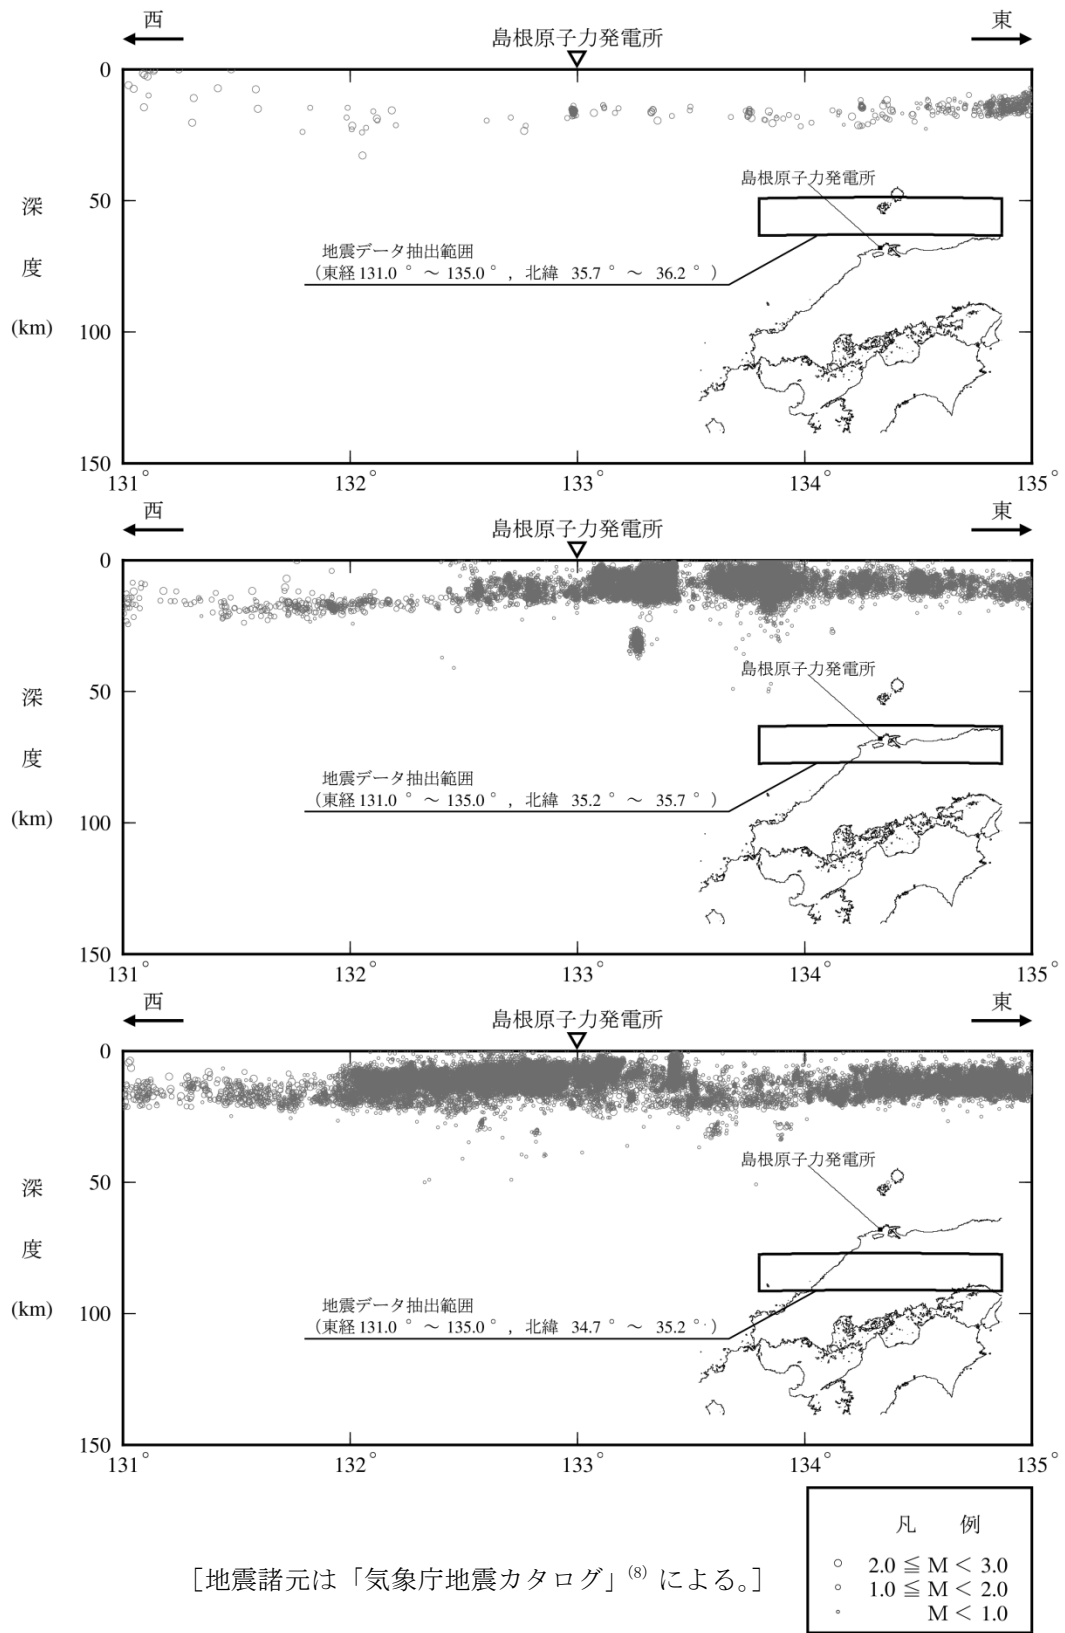 西
東
島根原子力発電所
0
50
100
150
深
度
(km)
島根原子力発電所
地震データ抽出範囲
(東経 131.0 ° ～ 135.0 ° , 北緯 35.7 ° ～ 36.2 ° )
131°
132°
133°
134°
135°
西
東
島根原子力発電所
0
50
100
150
深
度
(km)
島根原子力発電所
地震データ抽出範囲
(東経 131.0 ° ～ 135.0 ° , 北緯 35.2 ° ～ 35.7 ° )
131°
132°
133°
134°
135°
西
東
島根原子力発電所
0
50
100
150
深
度
(km)
島根原子力発電所
地震データ抽出範囲
(東経 131.0 ° ～ 135.0 ° , 北緯 34.7 ° ～ 35.2 ° )
131°
132°
133°
134°
135°
凡 例
2.0 ≦ M < 3.0
1.0 ≦ M < 2.0
M < 1.0
［地震諸元は「気象庁地震カタログ」(8) による。］